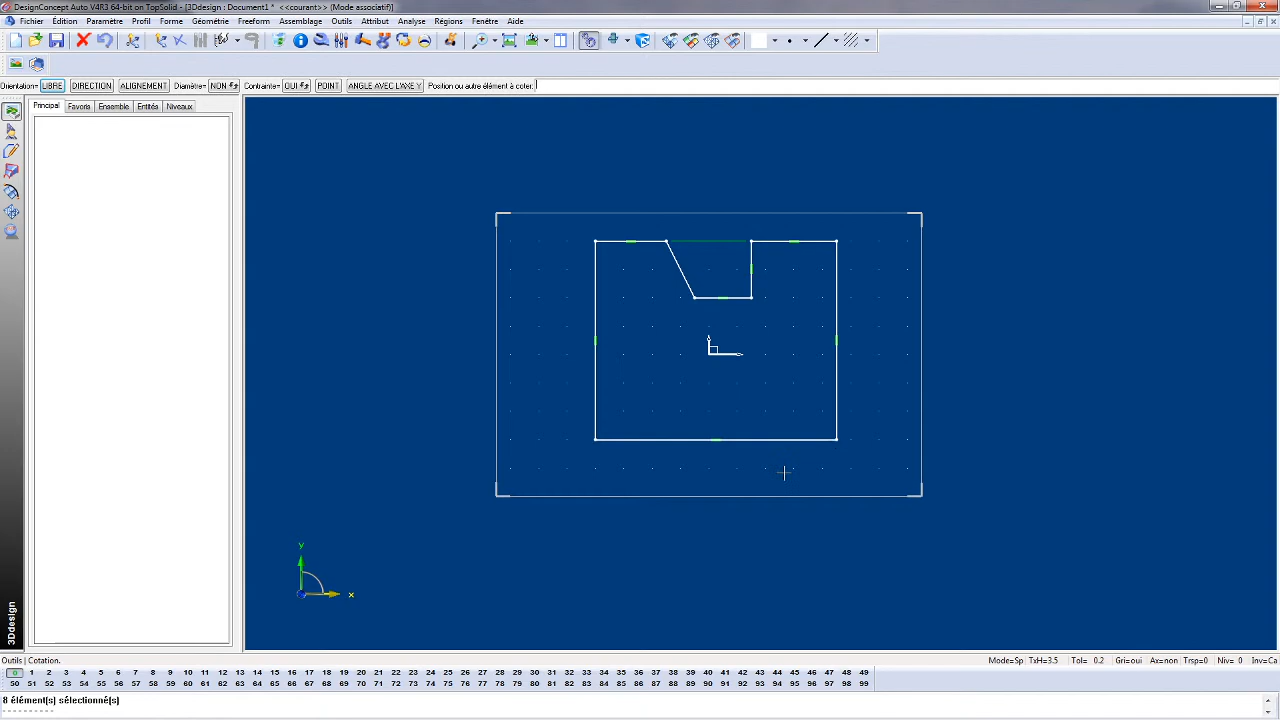 DesignConcept Auto V4R3 64-bit on TopSolid - [3Ddesign : Document1 *  <<courant>> (Mode associatif)]
Fichier Édition Paramètre Profil Forme Géométrie Freeform Assemblage Outils Attribut Analyse Régions Fenêtre Aide
Orientation= LIBRE DIRECTION ALIGNEMENT Diamètre= NON Contrainte= OUI POINT ANGLE AVEC L'AXE Y Position ou autre élément à coter:
Principal Favoris Ensemble Entités Niveaux
y
x
3Ddesign
Outils | Cotation. Mode=Sp TxH=3.5 Tol= 0.2 Gri=oui Ax=non Trsp=0 Niv= 0 Inv=Ca
0 1 2 3 4 5 6 7 8 9 10 11 12 13 14 15 16 17 18 19 20 21 22 23 24 25 26 27 28 29 30 31 32 33 34 35 36 37 38 39 40 41 42 43 44 45 46 47 48 49
50 51 52 53 54 55 56 57 58 59 60 61 62 63 64 65 66 67 68 69 70 71 72 73 74 75 76 77 78 79 80 81 82 83 84 85 86 87 88 89 90 91 92 93 94 95 96 97 98 99
8 élément(s) sélectionné(s)
----------